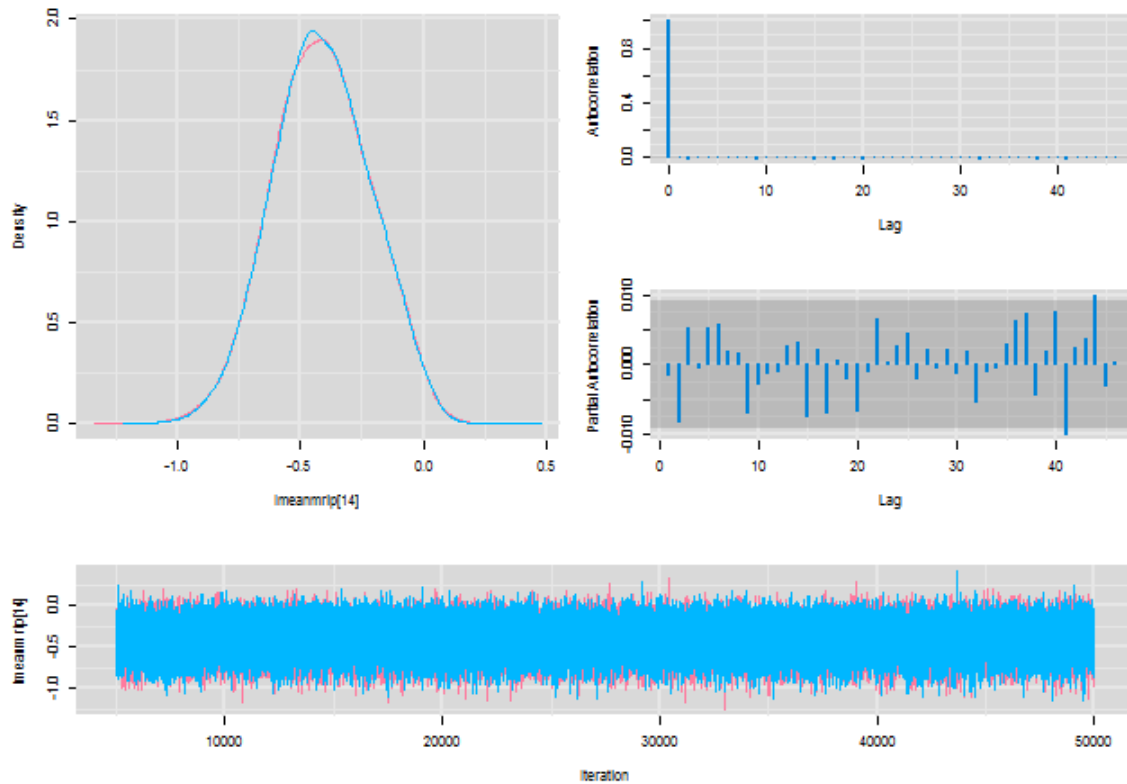 2.0
1.5
1.0
0.5
0.0
Density
-1.0 -0.5 0.0 0.5
lmeanmrip[14]
0.8
0.4
0.0
Autocorrelation
0 10 20 30 40
Lag
0.010
0.000
-0.010
Partial Autocorrelation
0 10 20 30 40
Lag
0.0
-0.5
-1.0
lmeanmrip[14]
10000 20000 30000 40000 50000
Iteration